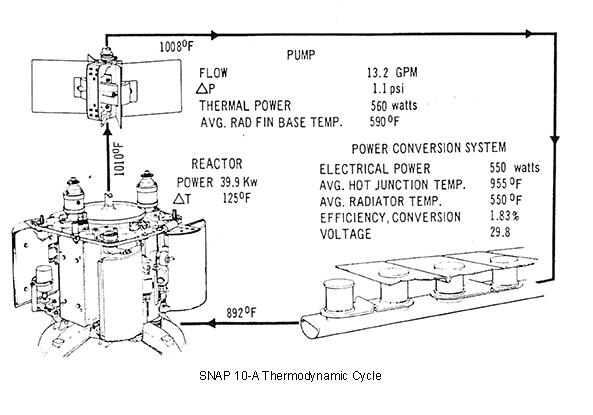 1008°F
PUMP
FLOW 13.2 GPM
△P 1.1 psi
THERMAL POWER 560 watts
AVG. RAD FIN BASE TEMP. 590°F
1010°F
REACTOR
POWER 39.9 Kw
△T 125°F
POWER CONVERSION SYSTEM
ELECTRICAL POWER 550 watts
AVG. HOT JUNCTION TEMP. 955°F
AVG. RADIATOR TEMP. 550°F
EFFICIENCY, CONVERSION 1.83%
VOLTAGE 29.8
892°F
SNAP 10-A Thermodynamic Cycle